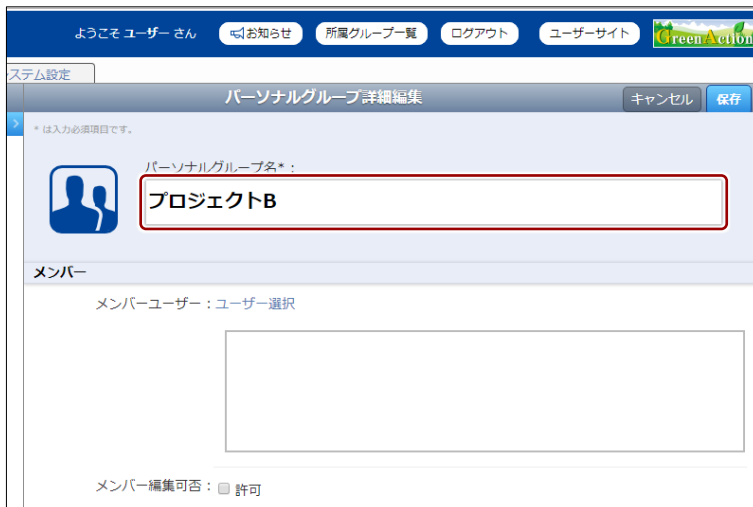 ようこそ ユーザー さん お知らせ 所属グループ一覧 ログアウト ユーザーサイト GreenAction
ステム設定
パーソナルグループ詳細編集 キャンセル 保存
* は入力必須項目です。
パーソナルグループ名* :
プロジェクトB
メンバー
メンバーユーザー : ユーザー選択
メンバー編集可否 : 許可